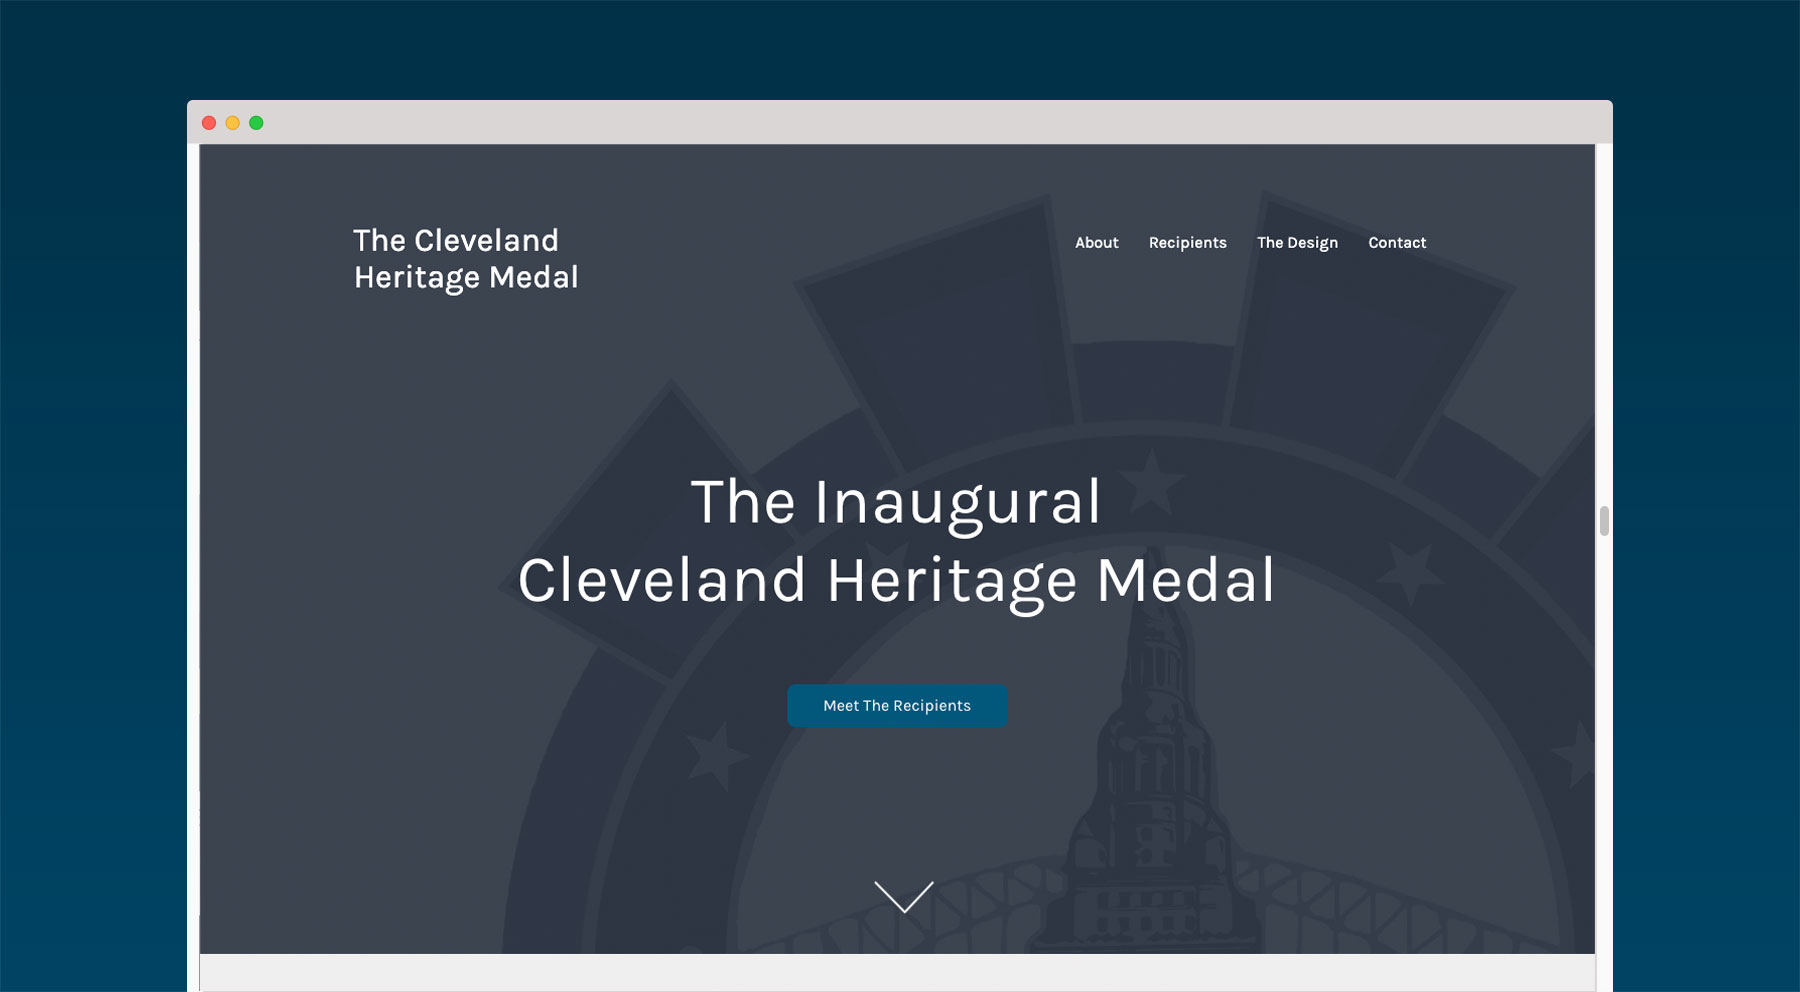 The Cleveland
Heritage Medal
About Recipients The Design Contact
The Inaugural
Cleveland Heritage Medal
Meet The Recipients